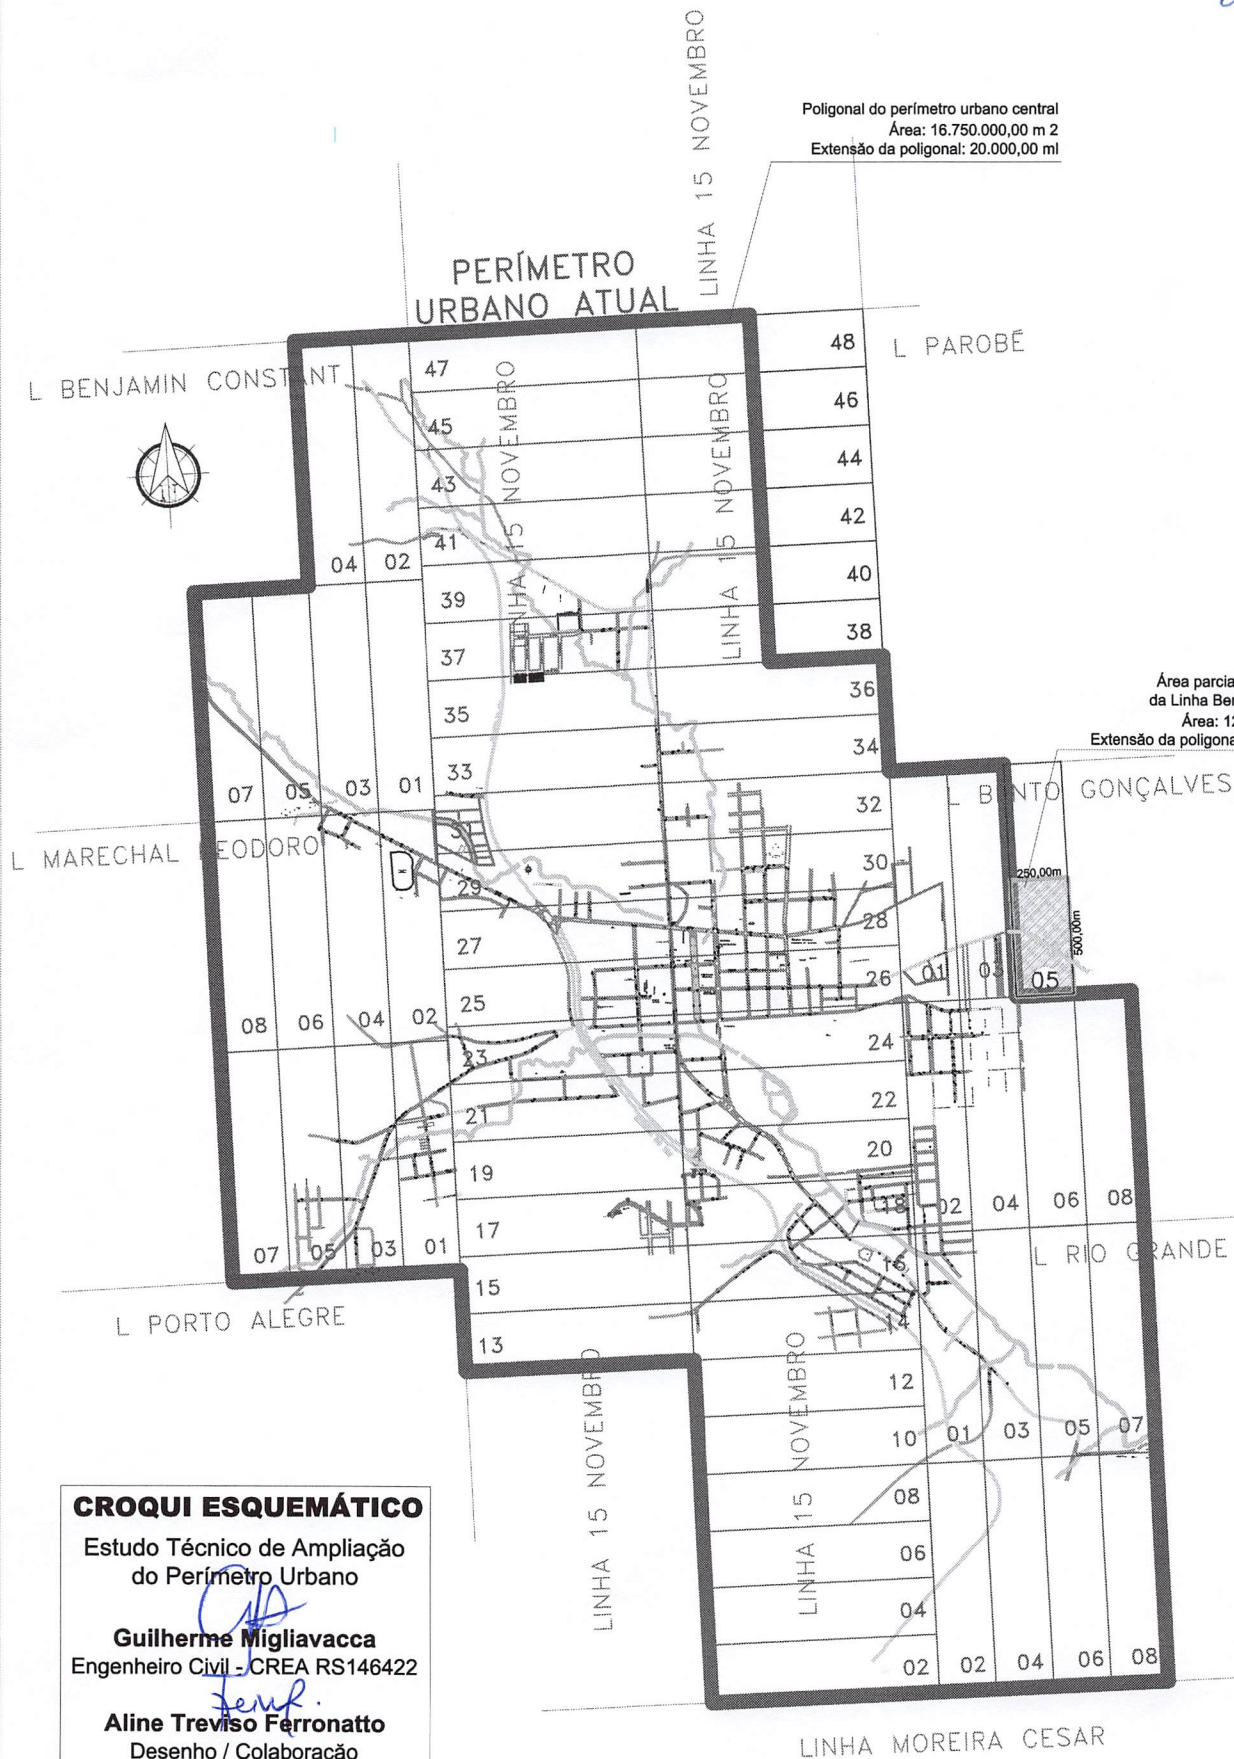 LINHA 15 NOVEMBRO
Poligonal do perímetro urbano central
Área: 16.750.000,00 m 2
Extensão da poligonal: 20.000,00 ml
PERÍMETRO
URBANO ATUAL
L BENJAMIN CONSTANT
L PAROBÉ
48
46
44
42
40
38
36
34
32
30
28
26
24
22
20
18
16
14
12
10
08
06
04
02
47
45
43
41
39
37
35
33
31
29
27
25
23
21
19
17
15
13
LINHA 15 NOVEMBRO
LINHA 15 NOVEMBRO
04 02
07 05 03 01
L MARECHAL DEODORO
08 06 04 02
07 05 03 01
L PORTO ALEGRE
Área parcia
da Linha Ber
Área: 12
Extensão da poligona
L BENTO GONÇALVES
250,00m
500,00m
01 03 05
02 04 06 08
L RIO GRANDE
01 03 05 07
02 04 06 08
LINHA 15 NOVEMBRO
LINHA 15 NOVEMBRO
LINHA MOREIRA CESAR
CROQUI ESQUEMÁTICO
Estudo Técnico de Ampliação
do Perímetro Urbano
Guilherme Migliavacca
Engenheiro Civil - CREA RS146422
Aline Treviso Ferronatto
Desenho / Colaboração